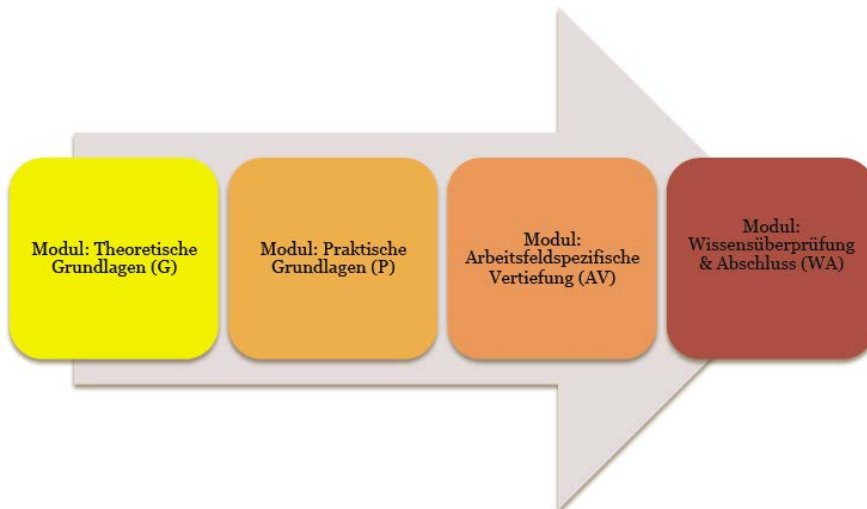 Modul: Theoretische
Grundlagen (G)
Modul: Praktische
Grundlagen (P)
Modul:
Arbeitsfeldspezifische
Vertiefung (AV)
Modul:
Wissensüberprüfung
& Abschluss (WA)